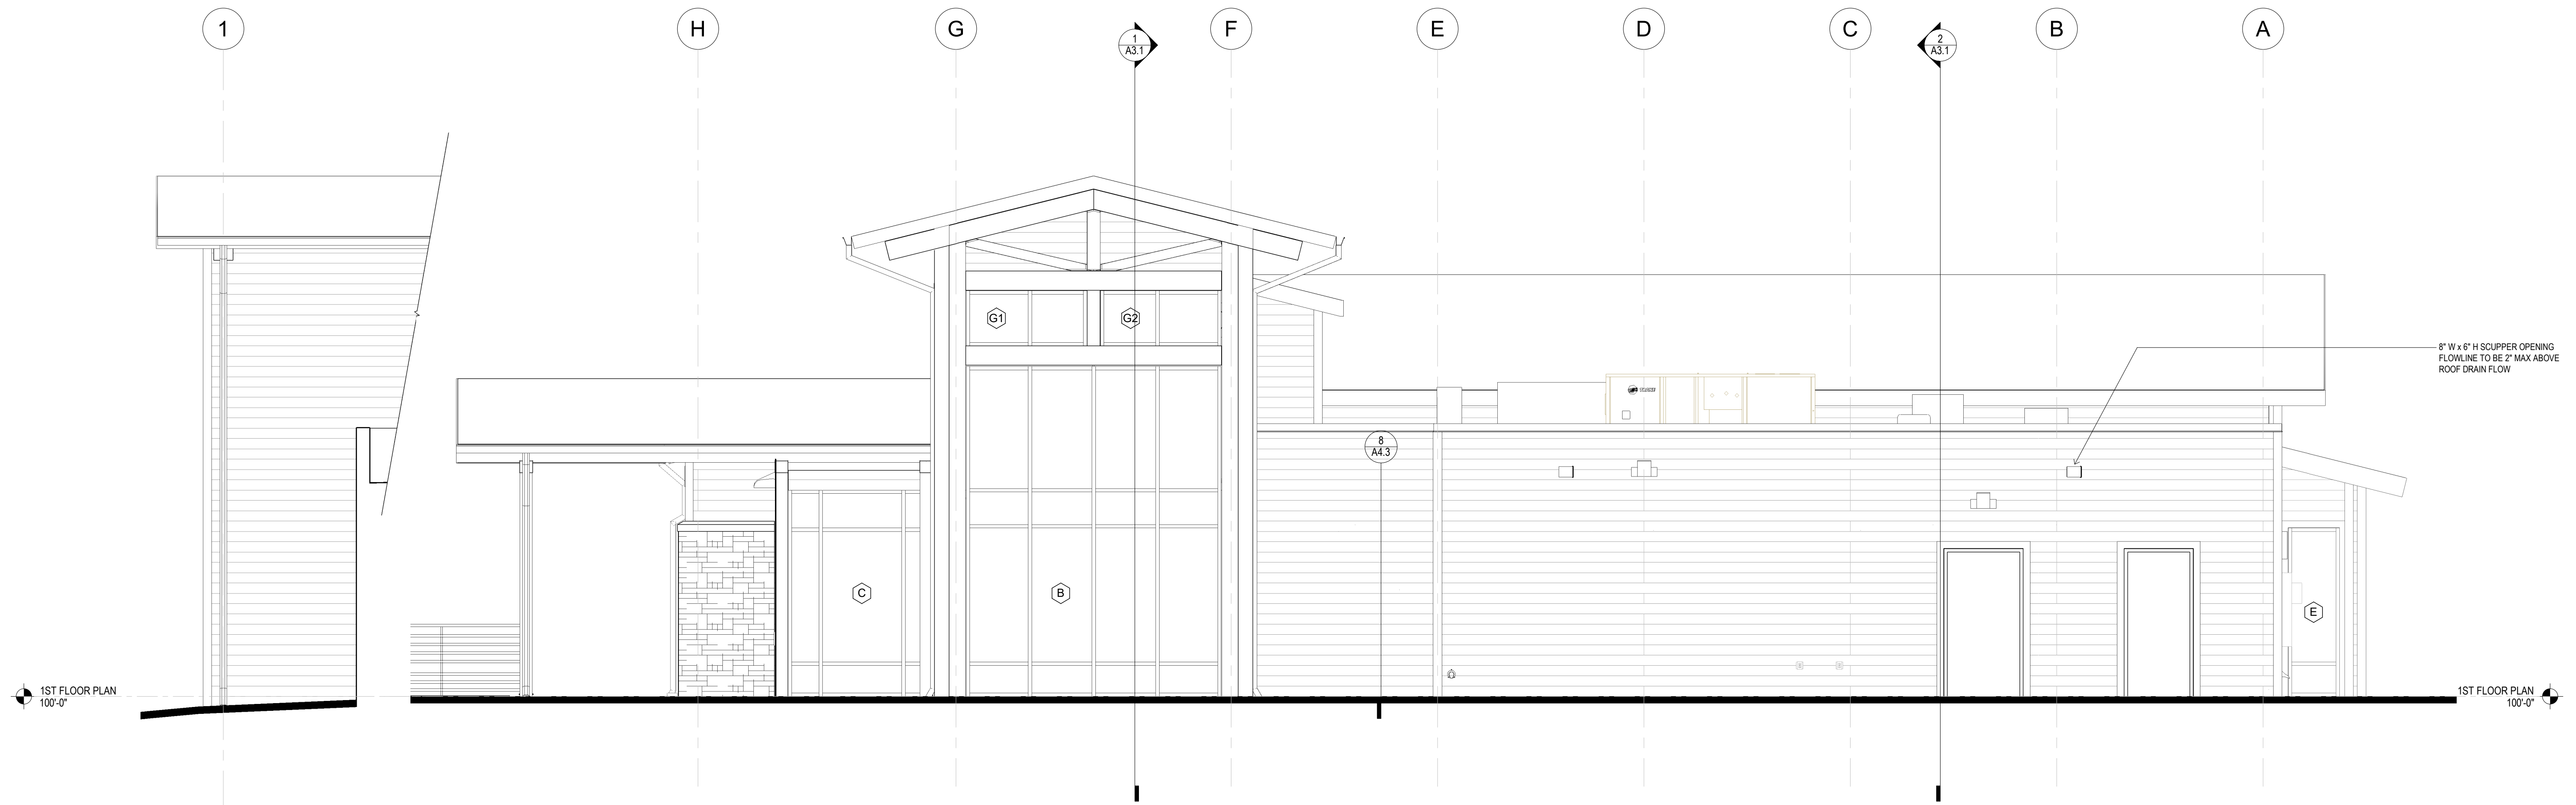 1
H
G
F
E
D
C
B
A
1
A3.1
2
A3.1
G1
G2
8" W x 6" H SCUPPER OPENING
FLOWLINE TO BE 2" MAX ABOVE
ROOF DRAIN FLOW
8
A4.3
C
B
E
1ST FLOOR PLAN
100'-0"
1ST FLOOR PLAN
100'-0"